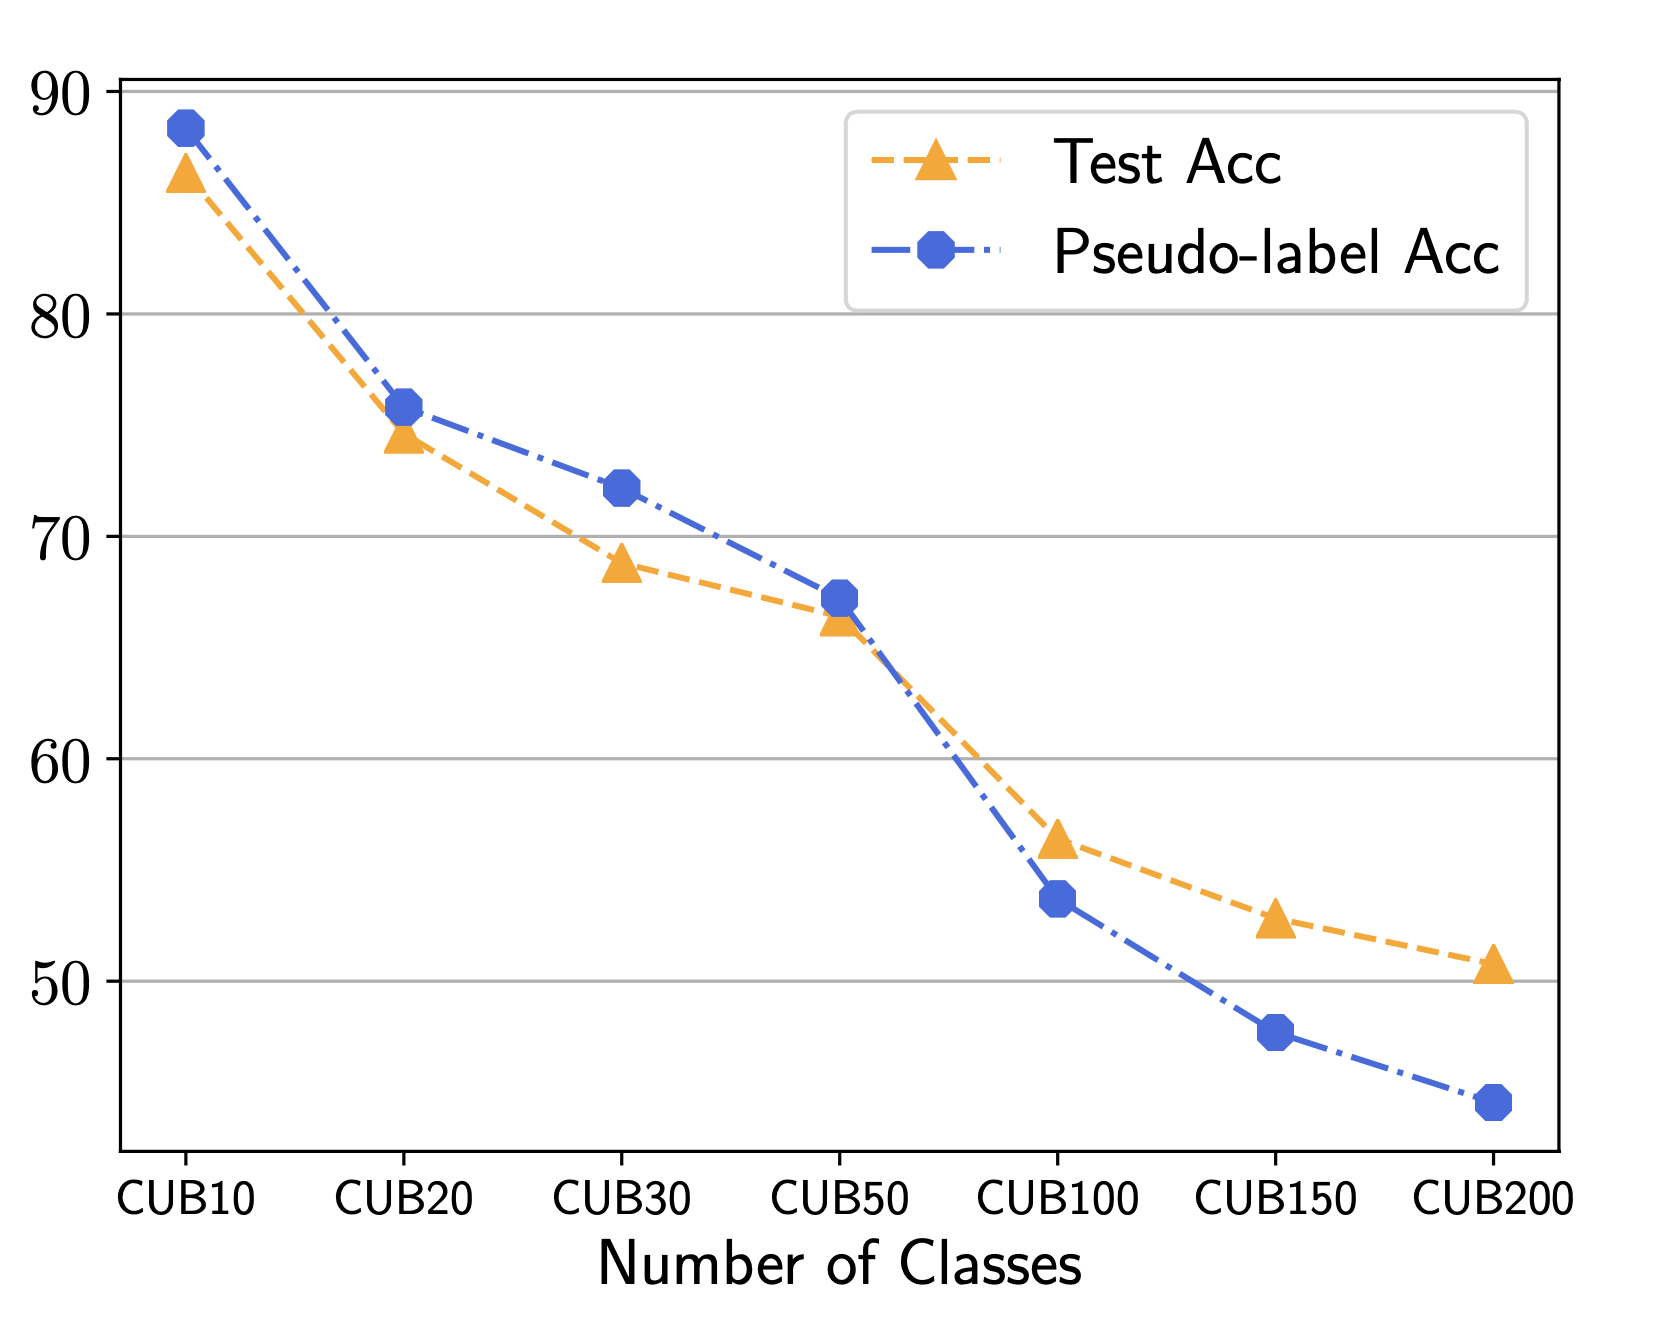 90
80
70
60
50
Test Acc
Pseudo-label Acc
CUB10 CUB20 CUB30 CUB50 CUB100 CUB150 CUB200
Number of Classes